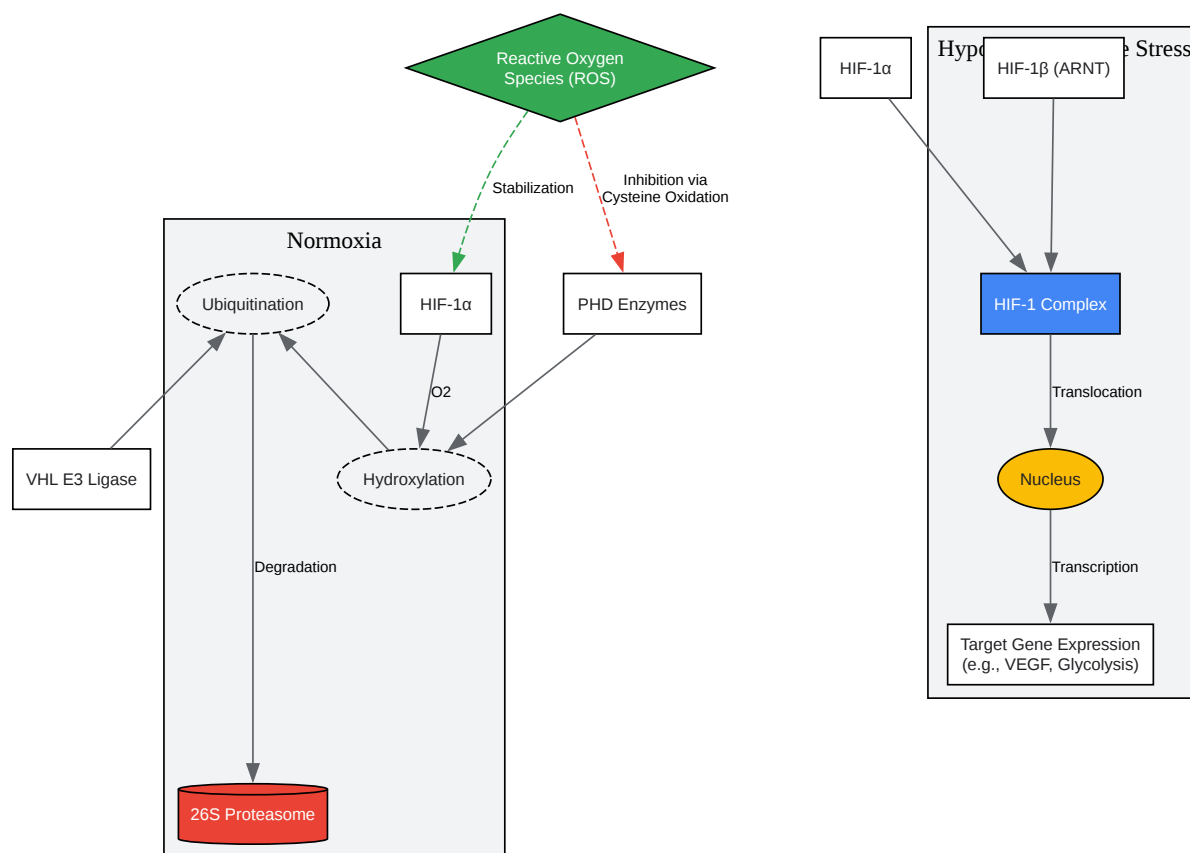 Reactive Oxygen
Species (ROS)
HIF-1α
HIF-1β (ARNT)
Stress
Stabilization
Inhibition via
Cysteine Oxidation
Normoxia
Ubiquitination
HIF-1α
PHD Enzymes
HIF-1 Complex
O2
Translocation
VHL E3 Ligase
Hydroxylation
Nucleus
Degradation
Transcription
Target Gene Expression
(e.g., VEGF, Glycolysis)
26S Proteasome